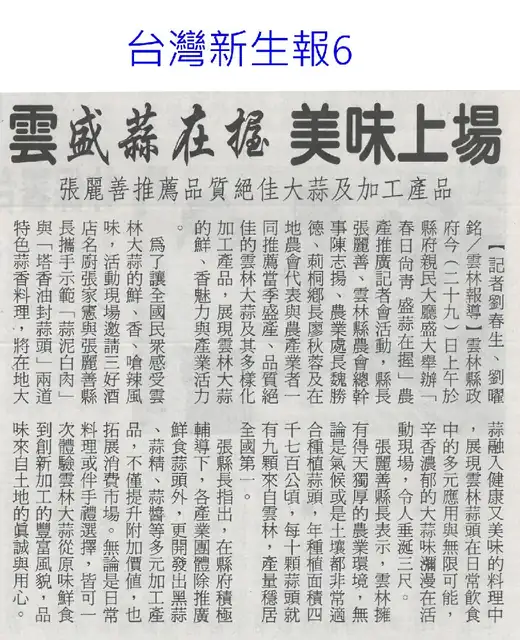 台灣新生報6
雲盛蒜在握 美味上場
張麗善推薦品質絕佳大蒜及加工產品
【記者劉春生、劉曜
銘／雲林報導】雲林縣政
府今（二十九）日上午於
縣府親民大廳盛大舉辦「
春日尚青 盛蒜在握」農
產推廣記者會活動，縣長
張麗善、雲林縣農會總幹
事陳志揚、農業處長魏勝
德、莿桐鄉長廖秋蓉及在
地農會代表與農產業者一
同推薦當季盛產、品質絕
佳的雲林大蒜及其多樣化
加工產品，展現雲林大蒜
的鮮、香魅力與產業活力
。
為了讓全國民眾感受雲
林大蒜的鮮、香、嗆辣風
味，活動現場邀請三好酒
店名廚張家憲與張麗善縣
長攜手示範「蒜泥白肉」
與「塔香油封蒜頭」兩道
特色蒜香料理，將在地大
蒜融入健康又美味的料理中
，展現雲林蒜頭在日常飲食
中的多元應用與無限可能，
辛香濃郁的大蒜味瀰漫在活
動現場，令人垂涎三尺。
張麗善縣長表示，雲林擁
有得天獨厚的農業環境，無
論是氣候或是土壤都非常適
合種植蒜頭，年種植面積四
千七百公頃，每十顆蒜頭就
有九顆來自雲林，產量穩居
全國第一。
張縣長指出，在縣府積極
輔導下，各產業團體除推廣
鮮食蒜頭外，更開發出黑蒜
、蒜精、蒜醬等多元加工產
品，不僅提升附加價值，也
拓展消費市場。無論是日常
料理或伴手禮選擇，皆可一
次體驗雲林大蒜從原味鮮食
到創新加工的豐富風貌，品
味來自土地的真誠與用心。